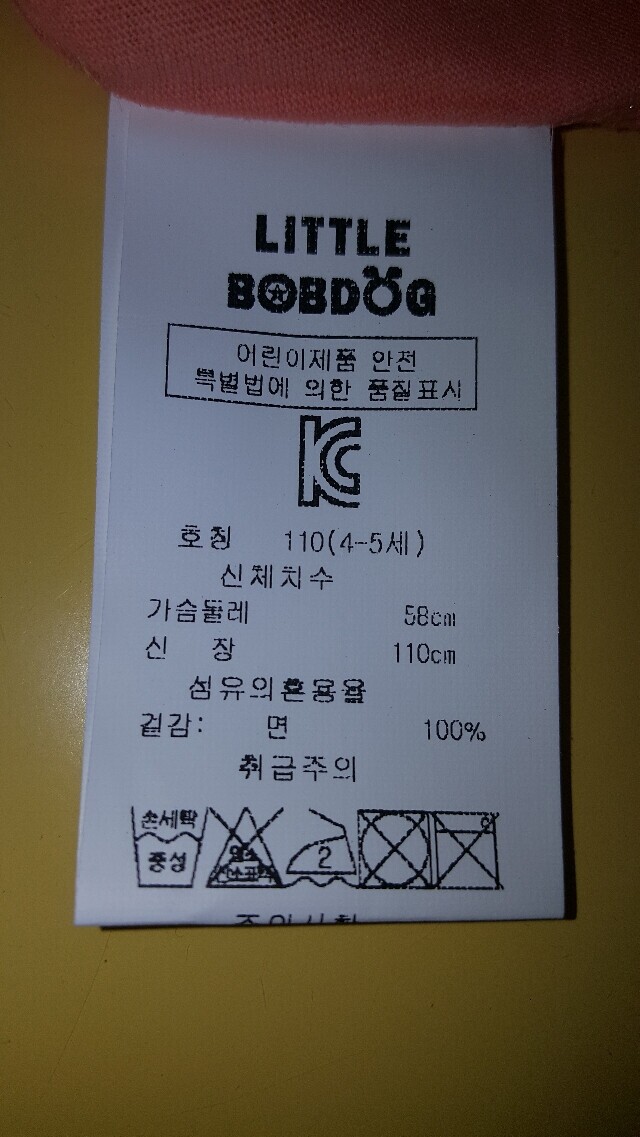 LITTLE
BOBDOG
어린이제품 안전
특별법에 의한 품질표시
KC
호칭 110(4-5세)
신체치수
가슴둘레 58cm
신 장 110cm
섬유의혼용율
겉감: 면 100%
취급주의
손세탁
중성
2